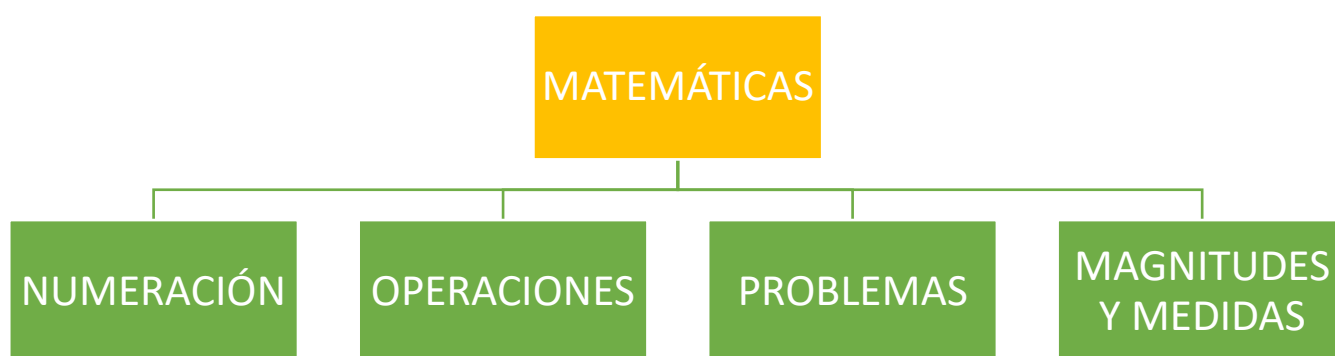 MATEMÁTICAS
NUMERACIÓN
OPERACIONES
PROBLEMAS
MAGNITUDES
Y MEDIDAS